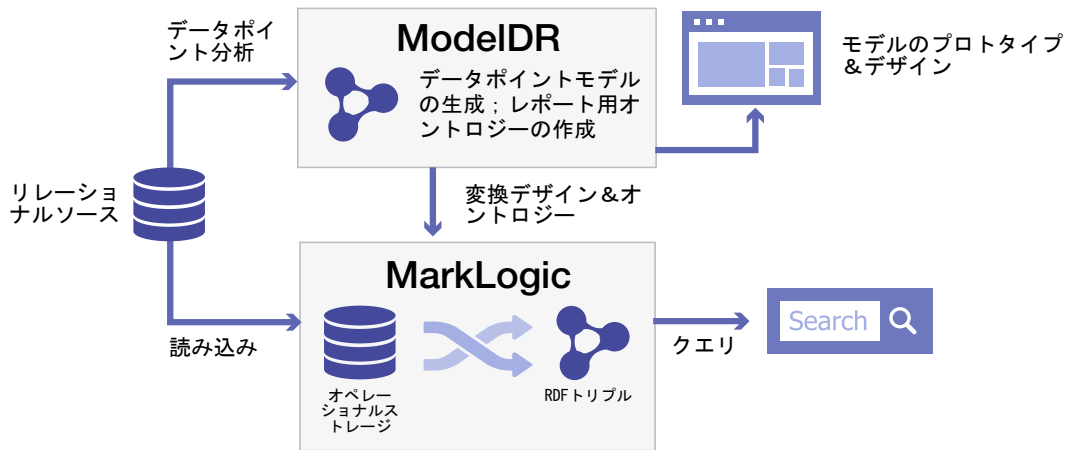 データポイ
ント分析
ModelDR
データポイントモデル
の生成；レポート用オ
ントロジーの作成
モデルのプロトタイプ
＆デザイン
リレーショ
ナルソース
変換デザイン＆オ
ントロジー
MarkLogic
読み込み
オペレー
ショナルス
トレージ
RDFトリプル
クエリ
Search